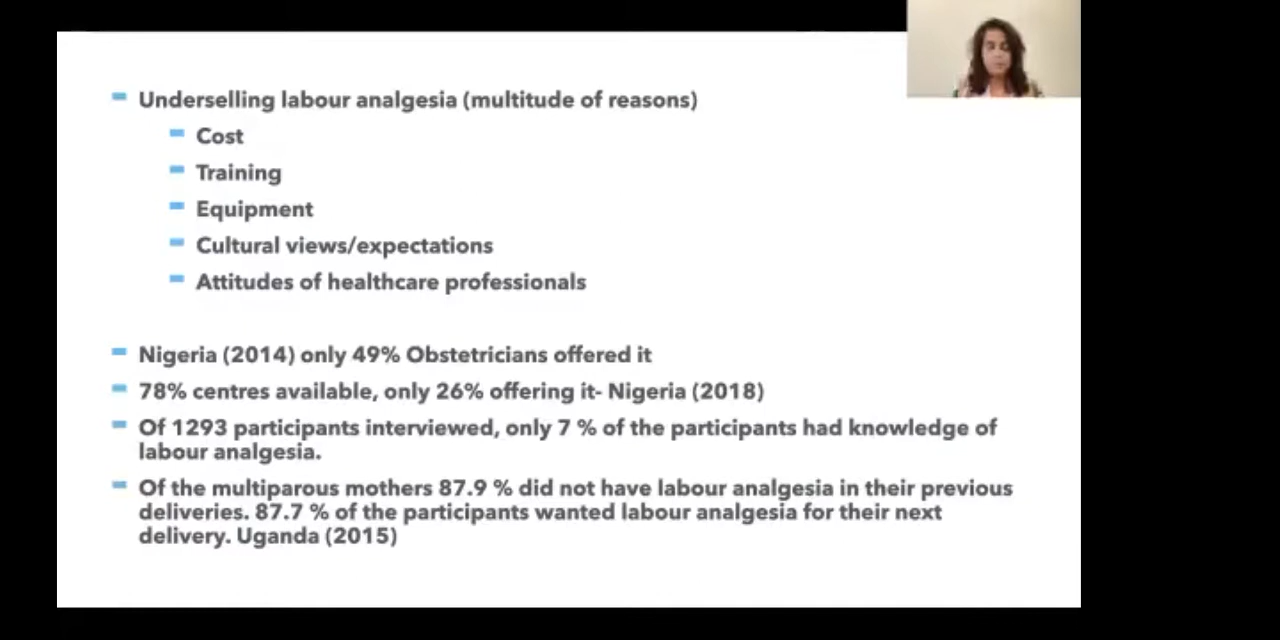 Underselling labour analgesia (multitude of reasons)
Cost
Training
Equipment
Cultural views/expectations
Attitudes of healthcare professionals
Nigeria (2014) only 49% Obstetricians offered it
78% centres available, only 26% offering it- Nigeria (2018)
Of 1293 participants interviewed, only 7 % of the participants had knowledge of
labour analgesia.
Of the multiparous mothers 87.9 % did not have labour analgesia in their previous
deliveries. 87.7 % of the participants wanted labour analgesia for their next
delivery. Uganda (2015)